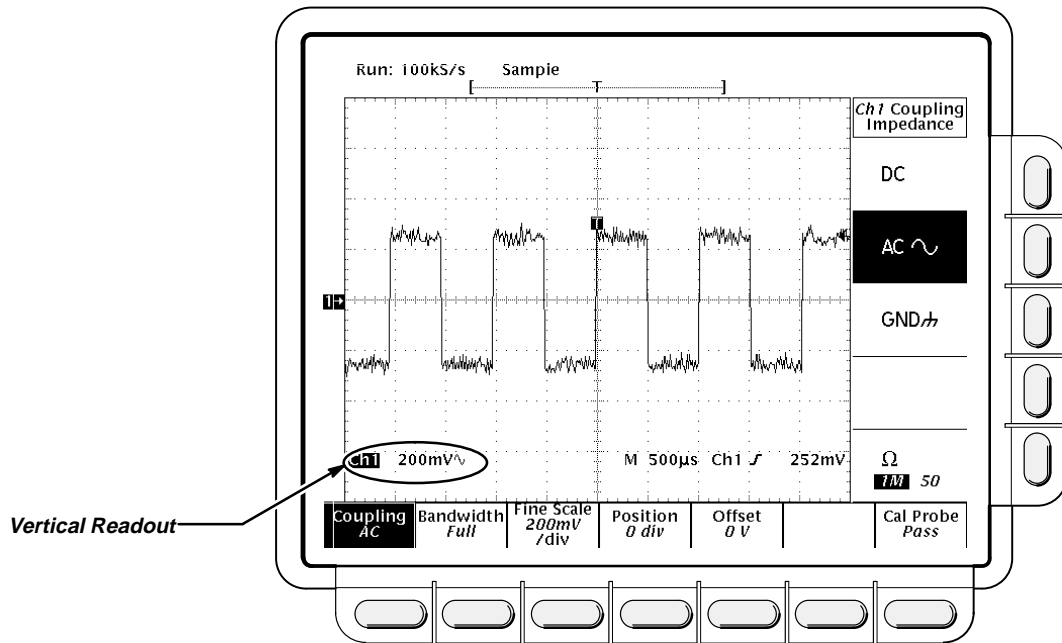 Run: 100kS/s Sample
T
Ch1 Coupling
Impedance
DC
AC
T
1
GND
Ch1 200mV M 500µs Ch1 252mV
Ω
1M 50
Vertical Readout
Coupling
AC
Bandwidth
Full
Fine Scale
200mV
/div
Position
0 div
Offset
0 V
Cal Probe
Pass